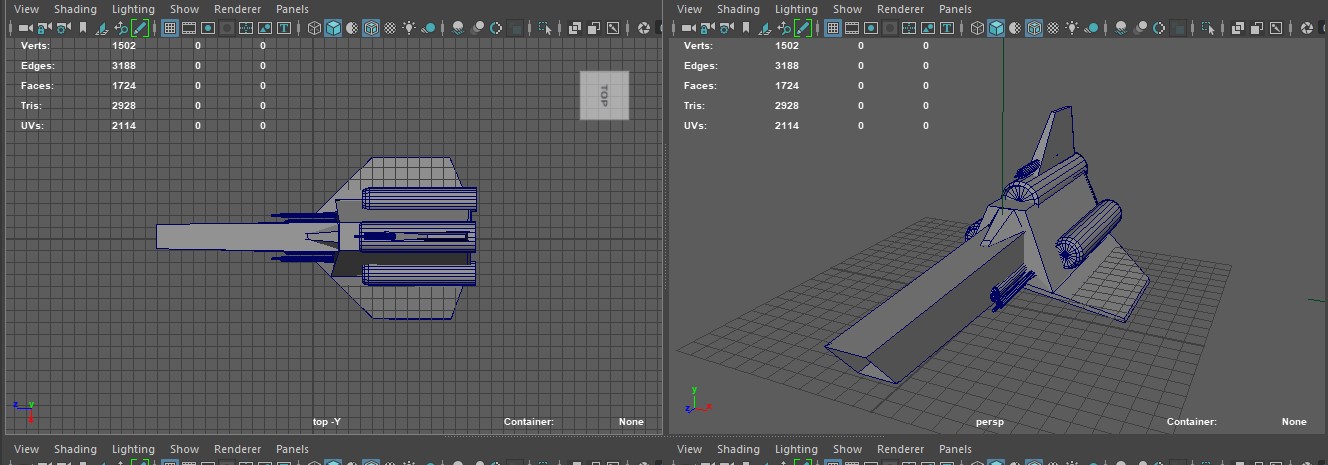 View Shading Lighting Show Renderer Panels
Verts: 1502 0 0
Edges: 3188 0 0
Faces: 1724 0 0
Tris: 2928 0 0
UVs: 2114 0 0
TOP
z y
x
top -Y
Container: None
View Shading Lighting Show Renderer Panels
Verts: 1502 0 0
Edges: 3188 0 0
Faces: 1724 0 0
Tris: 2928 0 0
UVs: 2114 0 0
y
z x
persp
Container: None
View Shading Lighting Show Renderer Panels
View Shading Lighting Show Renderer Panels